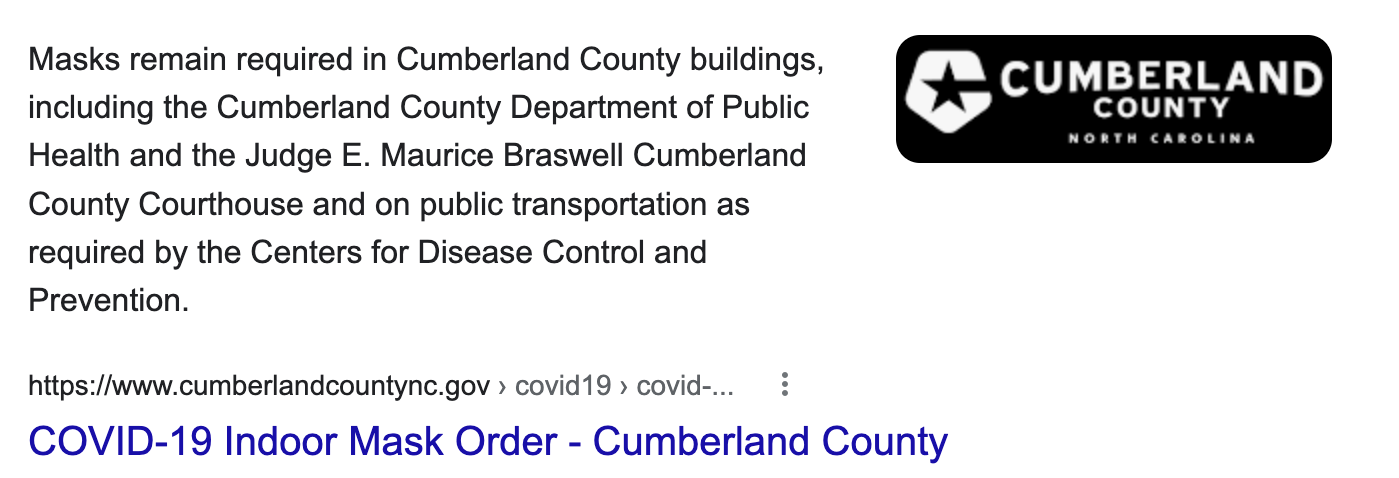 Masks remain required in Cumberland County buildings,
including the Cumberland County Department of Public
Health and the Judge E. Maurice Braswell Cumberland
County Courthouse and on public transportation as
required by the Centers for Disease Control and
Prevention.
CUMBERLAND
COUNTY
NORTH CAROLINA
https://www.cumberlandcountync.gov › covid19 › covid-...
COVID-19 Indoor Mask Order - Cumberland County